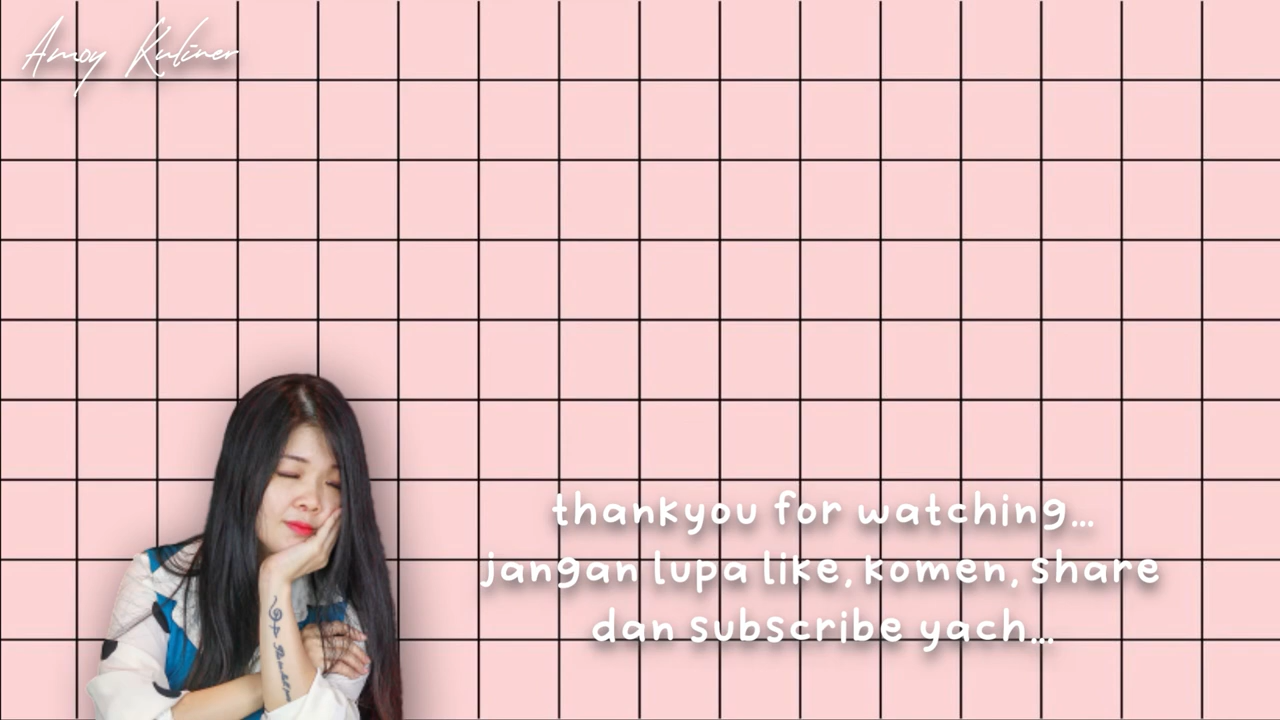 Amoy Kuliner
thankyou for watching...
jangan lupa like, komen, share
dan subscribe yach...